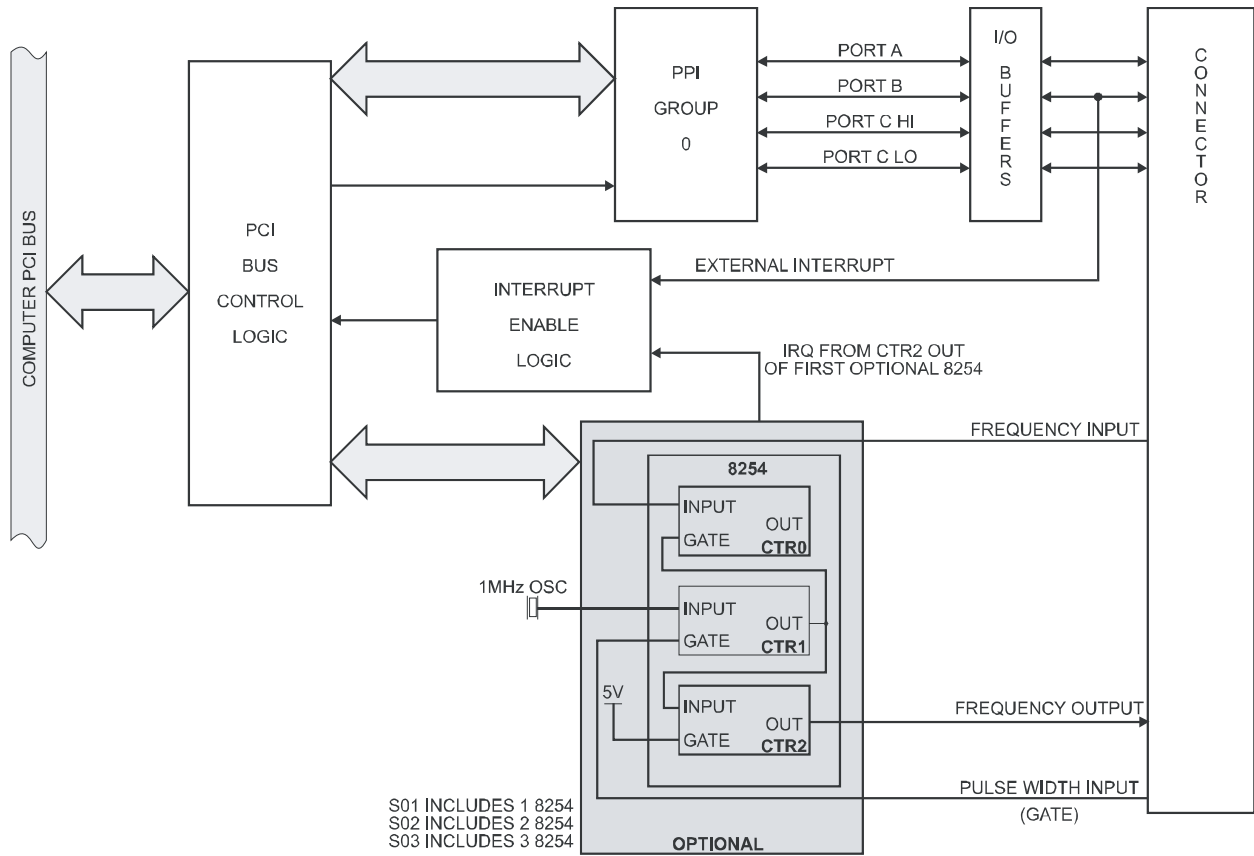 COMPUTER PCI BUS
PCI
BUS
CONTROL
LOGIC
PPI
GROUP
0
PORT A
PORT B
PORT C HI
PORT C LO
I/O
BUFFERS
CONNECTOR
INTERRUPT
ENABLE
LOGIC
EXTERNAL INTERRUPT
IRQ FROM CTR2 OUT
OF FIRST OPTIONAL 8254
FREQUENCY INPUT
8254
INPUT
OUT
GATE
CTR0
1MHz OSC
INPUT
OUT
GATE
CTR1
5V
INPUT
OUT
GATE
CTR2
FREQUENCY OUTPUT
PULSE WIDTH INPUT
(GATE)
S01 INCLUDES 1 8254
S02 INCLUDES 2 8254
S03 INCLUDES 3 8254
OPTIONAL